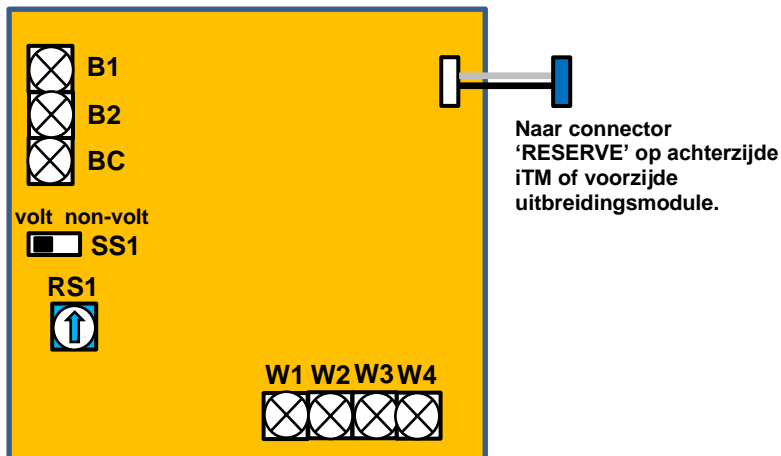 B1
B2
BC
volt non-volt
SS1
RS1
W1 W2 W3 W4
Naar connector
‘RESERVE’ op achterzijde
iTM of voorzijde
uitbreidingsmodule.